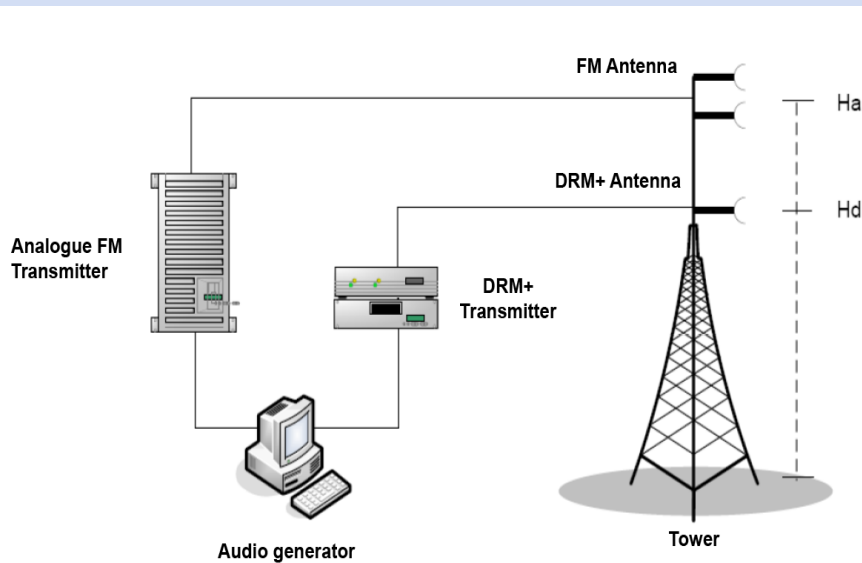 FM Antenna
Ha
DRM+ Antenna
Hd
Analogue FM
Transmitter
DRM+
Transmitter
Audio generator
Tower